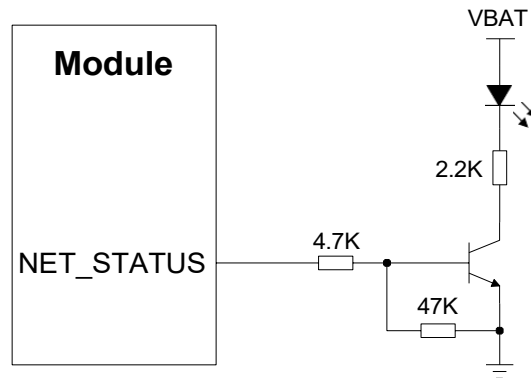 VBAT
Module
2.2K
4.7K
NET_STATUS
47K